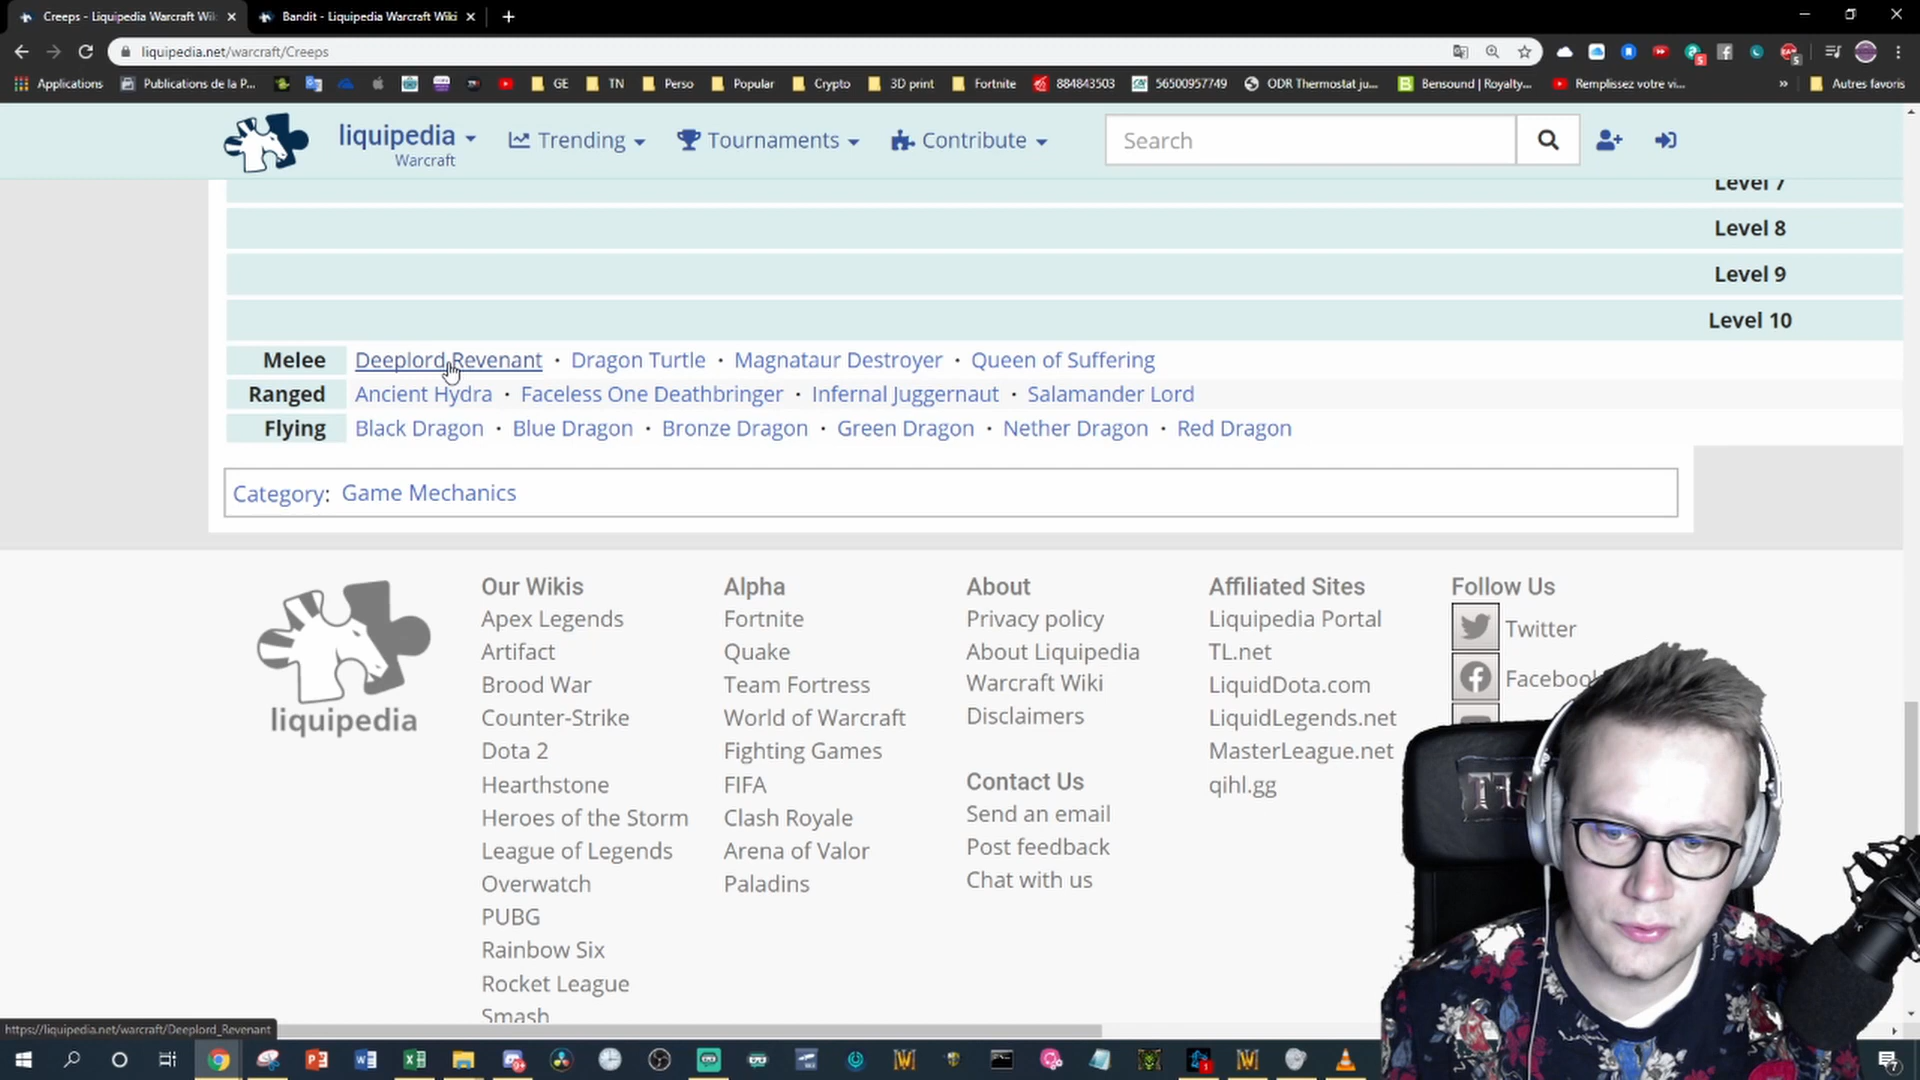 Creeps - Liquipedia Warcraft Wik
Bandit - Liquipedia Warcraft Wiki
liquipedia.net/warcraft/Creeps
Applications
Publications de la P...
GE
TN
Perso
Popular
Crypto
3D print
Fortnite
884843503
56500957749
ODR Thermostat ju...
Bensound | Royalty...
Remplissez votre vi...
»
Autres favoris
liquipedia
Warcraft
Trending
Tournaments
Contribute
Search
Level 7
Level 8
Level 9
Level 10
Melee Deeplord Revenant · Dragon Turtle · Magnataur Destroyer · Queen of Suffering
Ranged Ancient Hydra · Faceless One Deathbringer · Infernal Juggernaut · Salamander Lord
Flying Black Dragon · Blue Dragon · Bronze Dragon · Green Dragon · Nether Dragon · Red Dragon
Category: Game Mechanics
liquipedia
Our Wikis
Apex Legends
Artifact
Brood War
Counter-Strike
Dota 2
Hearthstone
Heroes of the Storm
League of Legends
Overwatch
PUBG
Rainbow Six
Rocket League
Smash
Alpha
Fortnite
Quake
Team Fortress
World of Warcraft
Fighting Games
FIFA
Clash Royale
Arena of Valor
Paladins
About
Privacy policy
About Liquipedia
Warcraft Wiki
Disclaimers
Contact Us
Send an email
Post feedback
Chat with us
Affiliated Sites
Liquipedia Portal
TL.net
LiquidDota.com
LiquidLegends.net
MasterLeague.net
qihl.gg
Follow Us
Twitter
Facebook
https://liquipedia.net/warcraft/Deeplord_Revenant